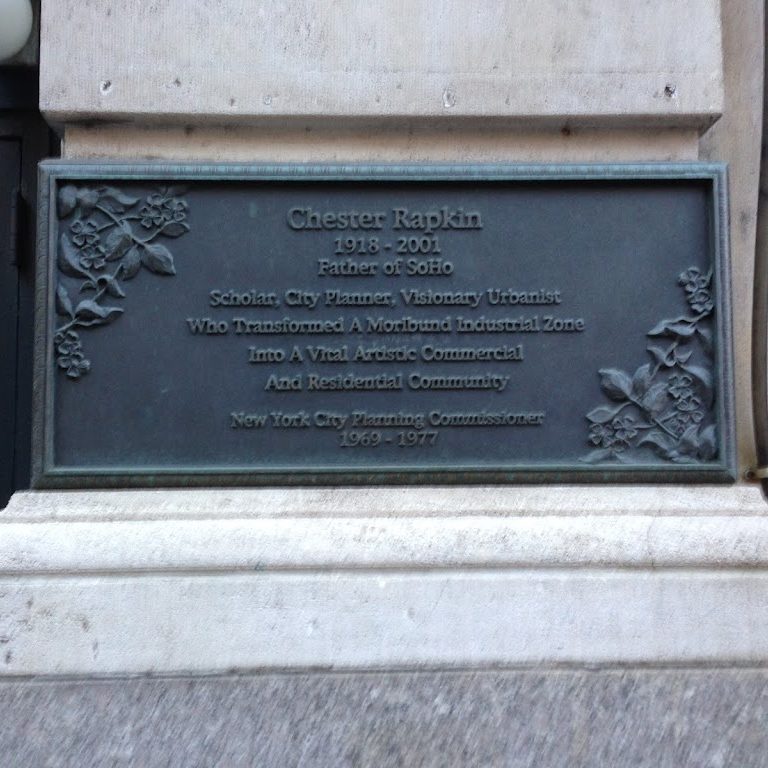 Chester Rapkin
1918 - 2001
Father of SoHo
Scholar, City Planner, Visionary Urbanist
Who Transformed A Moribund Industrial Zone
Into A Vital Artistic Commercial
And Residential Community
New York City Planning Commissioner
1969 - 1977